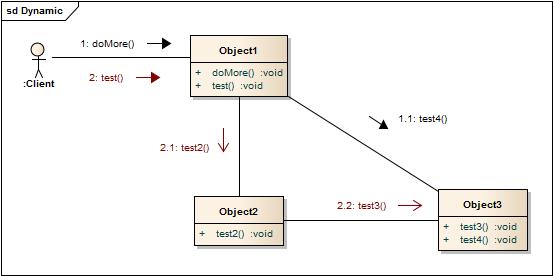 sd Dynamic
1: doMore()
:Client
2: test()
Object1
+ doMore() :void
+ test() :void
1.1: test4()
2.1: test2()
Object2
+ test2() :void
2.2: test3()
Object3
+ test3() :void
+ test4() :void